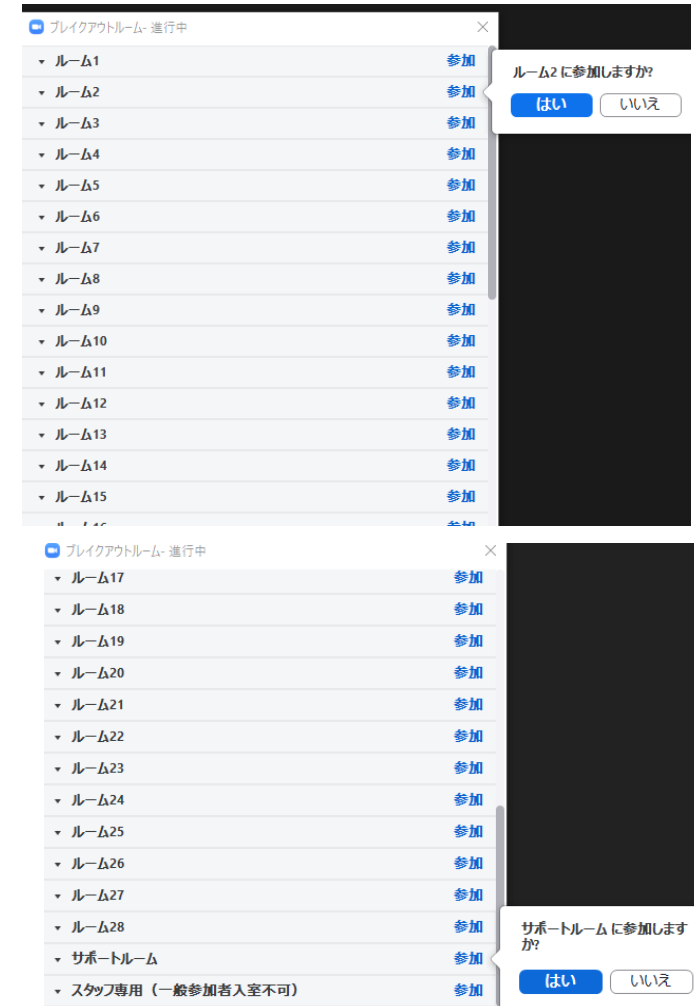 ブレイクアウトルーム- 進行中
ルーム1 参加
ルーム2 参加
ルーム2 に参加しますか?
はい いいえ
ルーム3 参加
ルーム4 参加
ルーム5 参加
ルーム6 参加
ルーム7 参加
ルーム8 参加
ルーム9 参加
ルーム10 参加
ルーム11 参加
ルーム12 参加
ルーム13 参加
ルーム14 参加
ルーム15 参加
ルーム16 参加
ブレイクアウトルーム- 進行中
ルーム17 参加
ルーム18 参加
ルーム19 参加
ルーム20 参加
ルーム21 参加
ルーム22 参加
ルーム23 参加
ルーム24 参加
ルーム25 参加
ルーム26 参加
ルーム27 参加
ルーム28 参加
サポートルーム 参加
サポートルーム に参加します
か?
はい いいえ
スタッフ専用（一般参加者入室不可） 参加